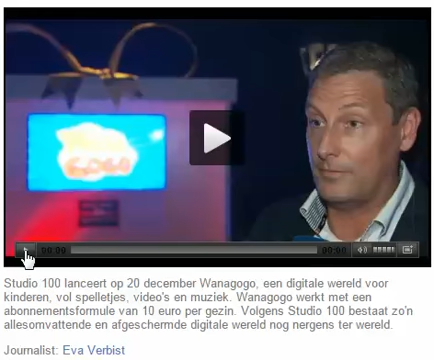 00:00
00:00
Studio 100 lanceert op 20 december Wanagogo, een digitale wereld voor
kinderen, vol spelletjes, video's en muziek. Wanagogo werkt met een
abonnementsformule van 10 euro per gezin. Volgens Studio 100 bestaat zo'n
allesomvattende en afgeschermde digitale wereld nog nergens ter wereld.
Journalist: Eva Verbist